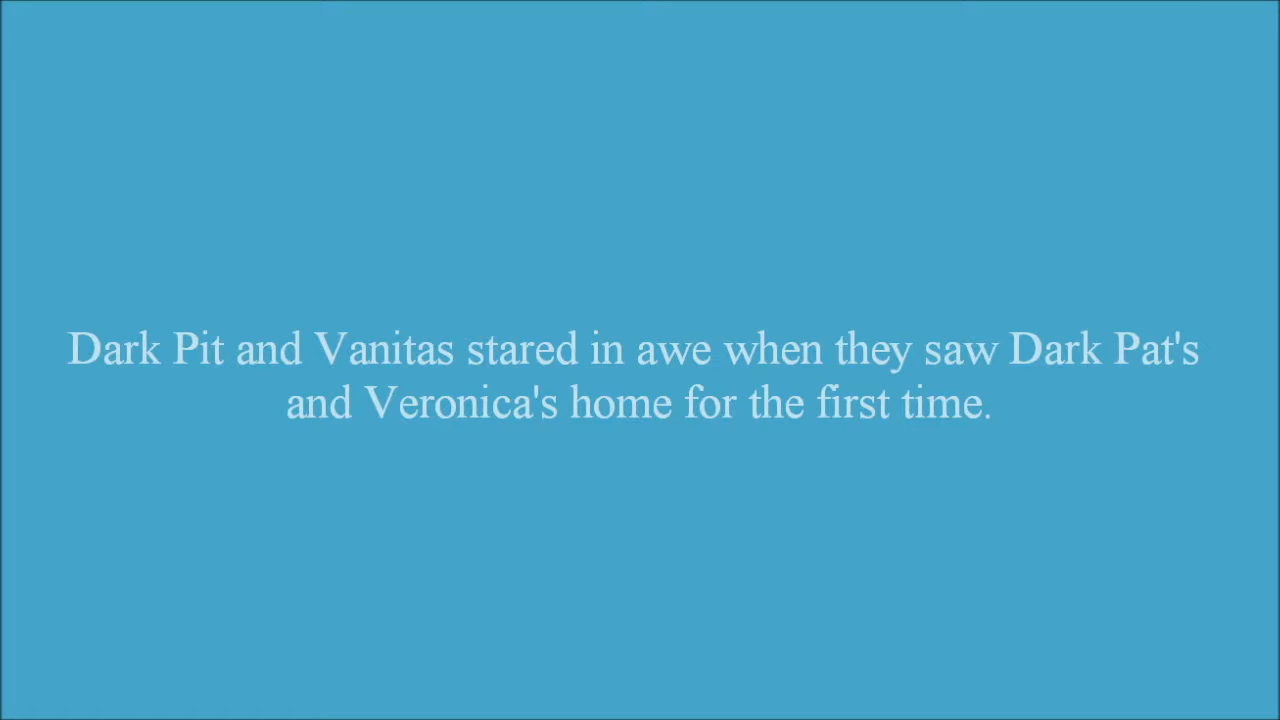 Dark Pit and Vanitas stared in awe when they saw Dark Pat's
and Veronica's home for the first time.